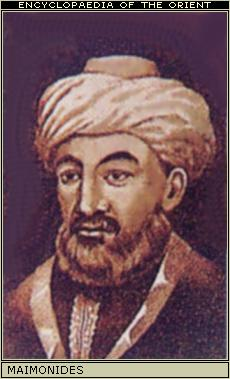 ENCYCLOPAEDIA OF THE ORIENT
MAIMONIDES